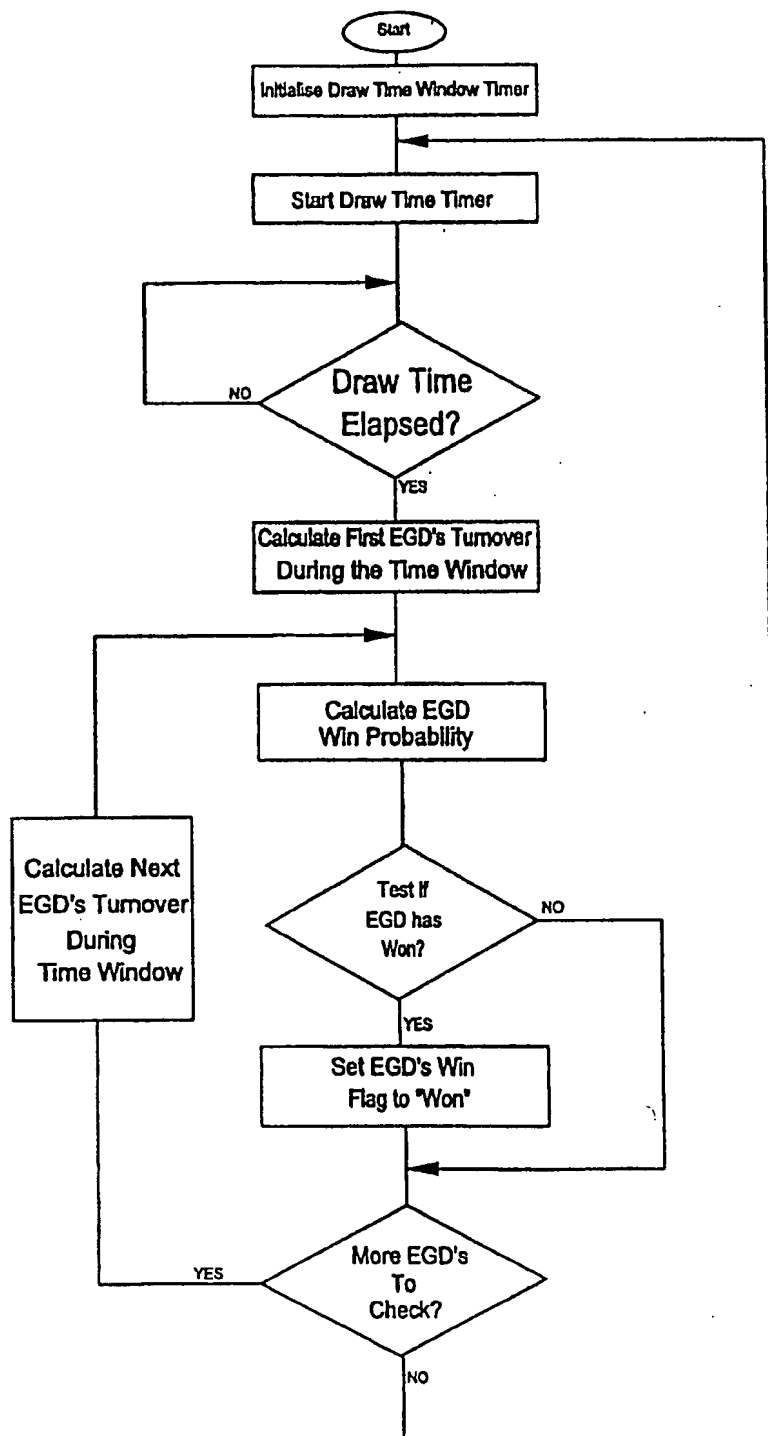 Start
Initialise Draw Time Window Timer
Start Draw Time Timer
Draw Time
Elapsed?
NO
YES
Calculate First EGD's Turnover
During the Time Window
Calculate EGD
Win Probability
Calculate Next
EGD's Turnover
During
Time Window
Test if
EGD has
Won?
NO
YES
Set EGD's Win
Flag to "Won"
More EGD's
To
Check?
YES
NO